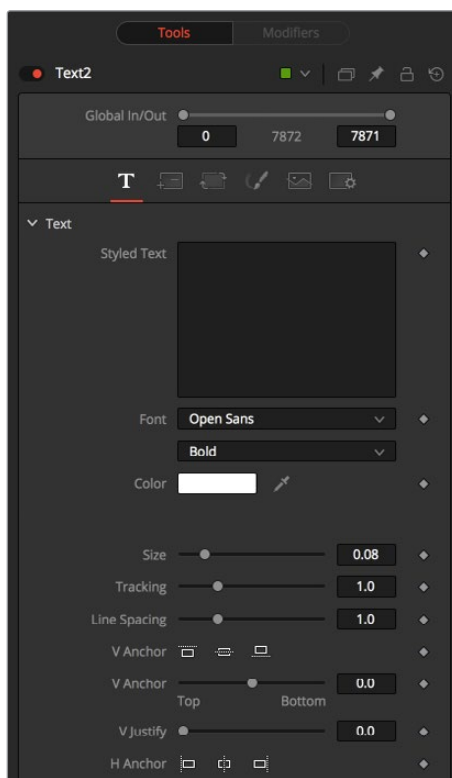 Tools Modifiers
Text2
Global In/Out
0 7872 7871
T
Text
Styled Text
Font Open Sans
Bold
Color
Size 0.08
Tracking 1.0
Line Spacing 1.0
V Anchor
V Anchor 0.0
Top Bottom
V Justify 0.0
H Anchor